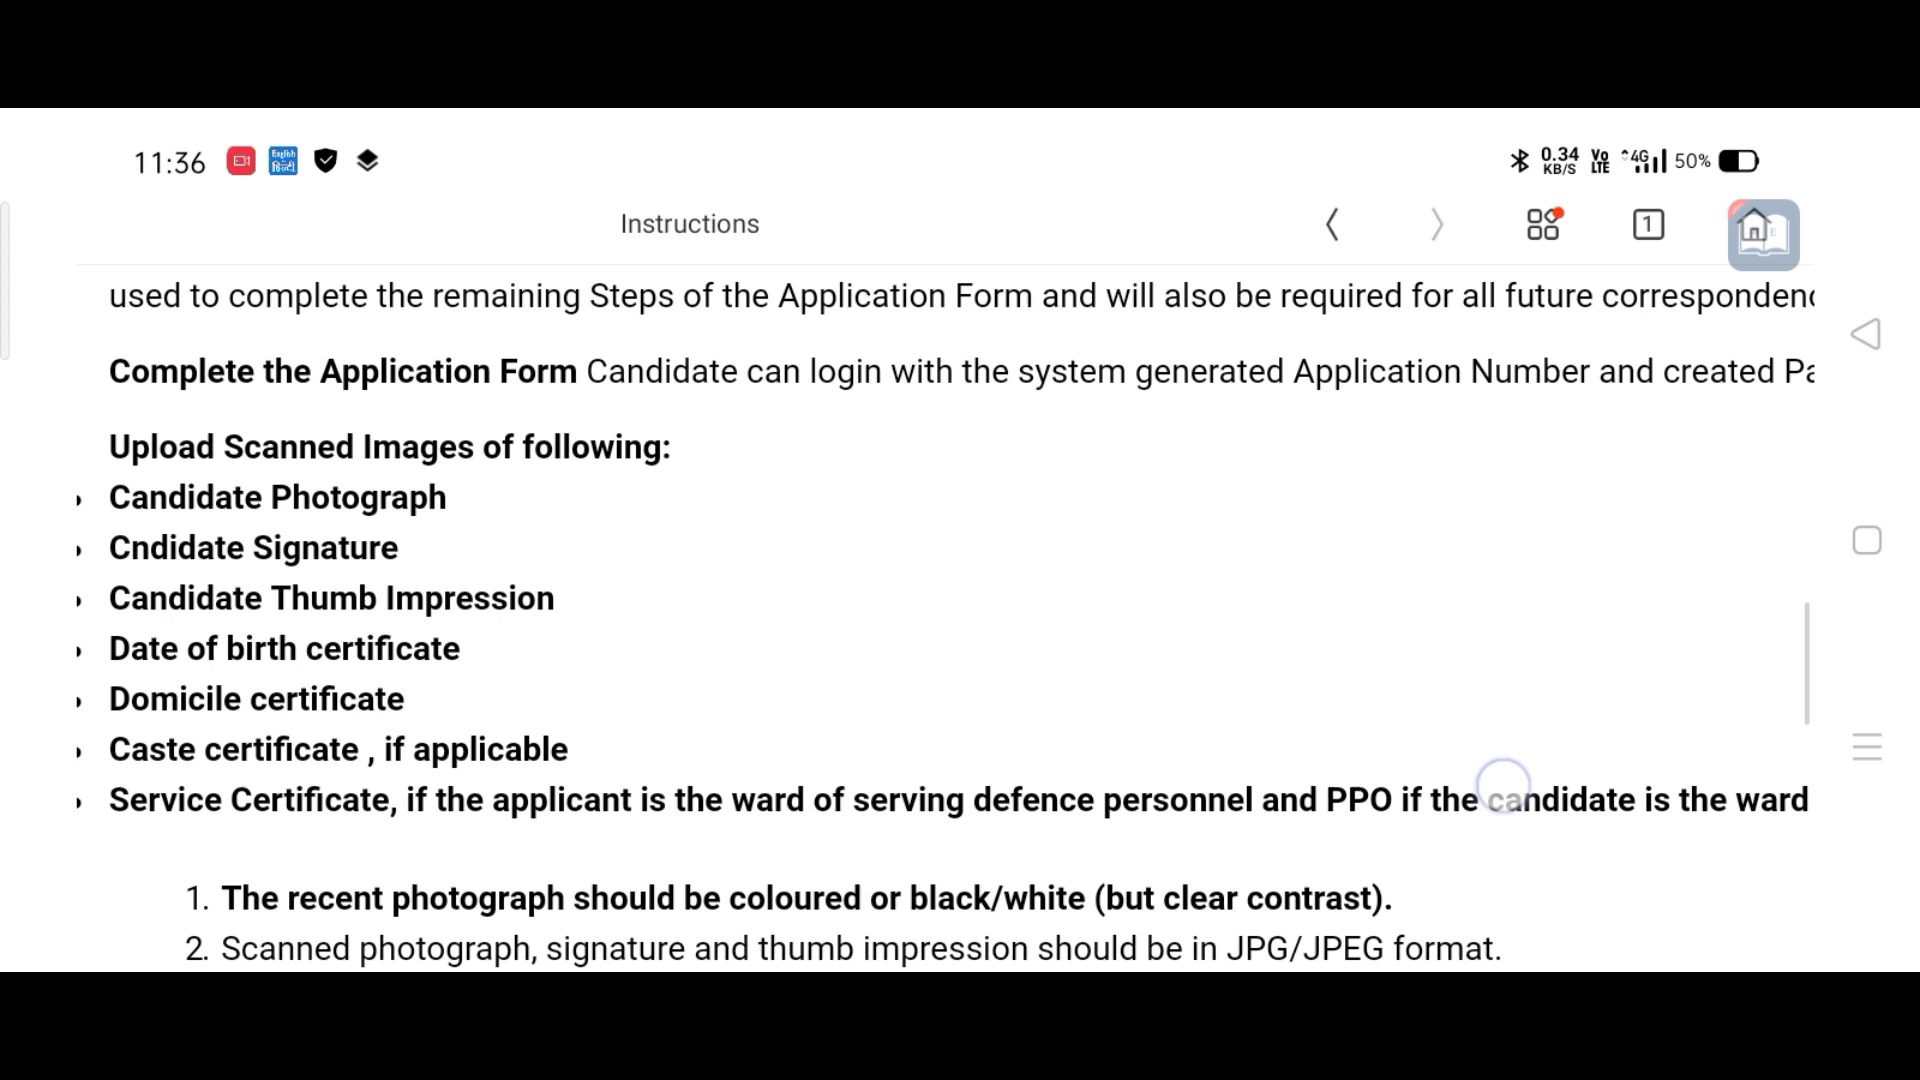 11:36
English
हिन्दी
0.34
KB/S
Vo
LTE
4G
50%
Instructions
1
used to complete the remaining Steps of the Application Form and will also be required for all future correspondenc
Complete the Application Form Candidate can login with the system generated Application Number and created Pa
Upload Scanned Images of following:
Candidate Photograph
Cndidate Signature
Candidate Thumb Impression
Date of birth certificate
Domicile certificate
Caste certificate , if applicable
Service Certificate, if the applicant is the ward of serving defence personnel and PPO if the candidate is the ward
1. The recent photograph should be coloured or black/white (but clear contrast).
2. Scanned photograph, signature and thumb impression should be in JPG/JPEG format.